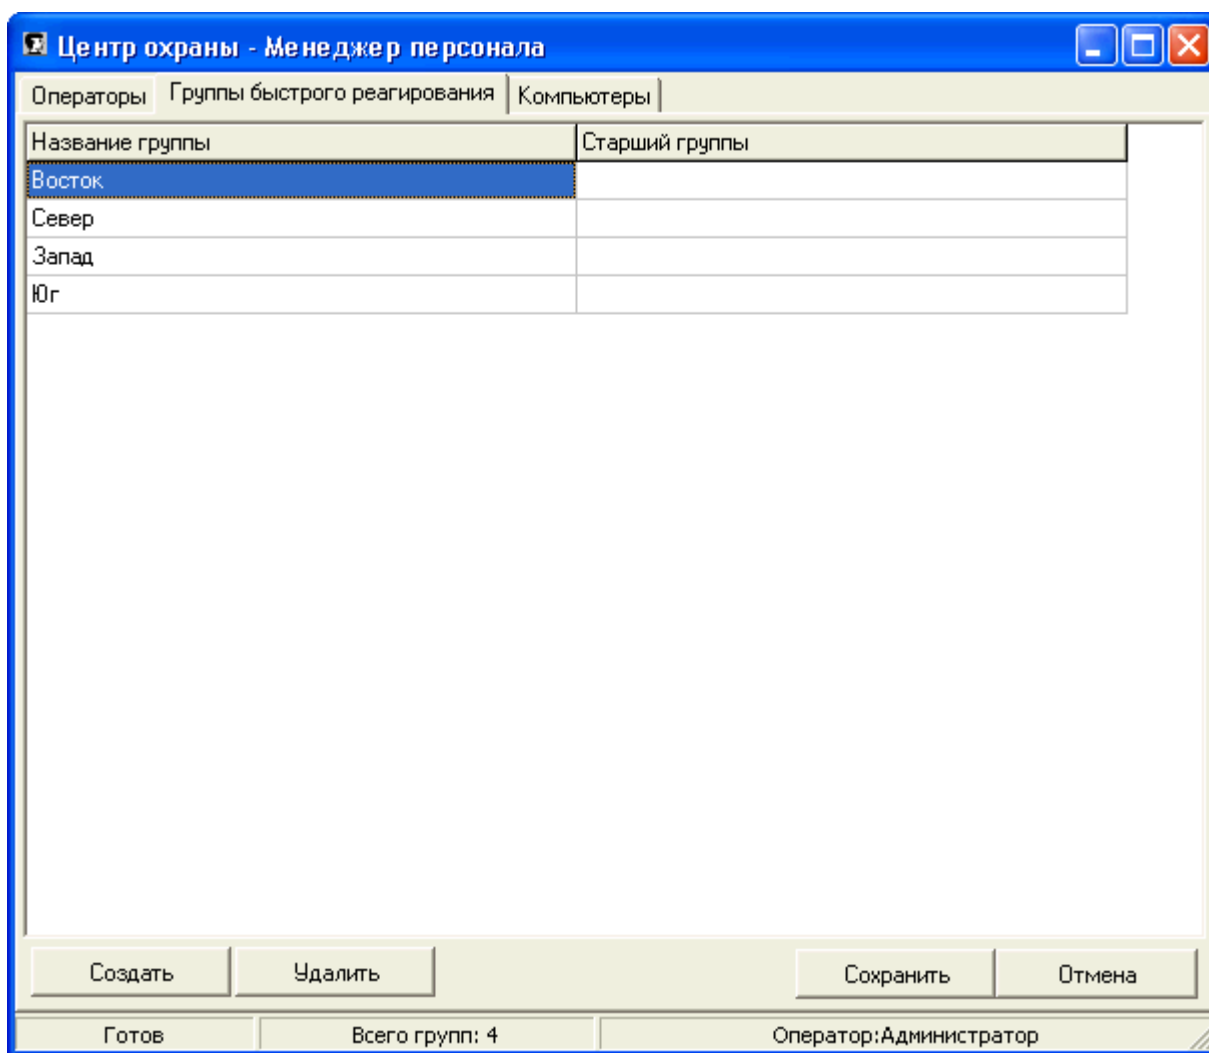 Центр охраны - Менеджер персонала
Операторы Группы быстрого реагирования Компьютеры
Название группы Старший группы
Восток
Север
Запад
Юг
Создать Удалить Сохранить Отмена
Готов Всего групп: 4 Оператор:Администратор